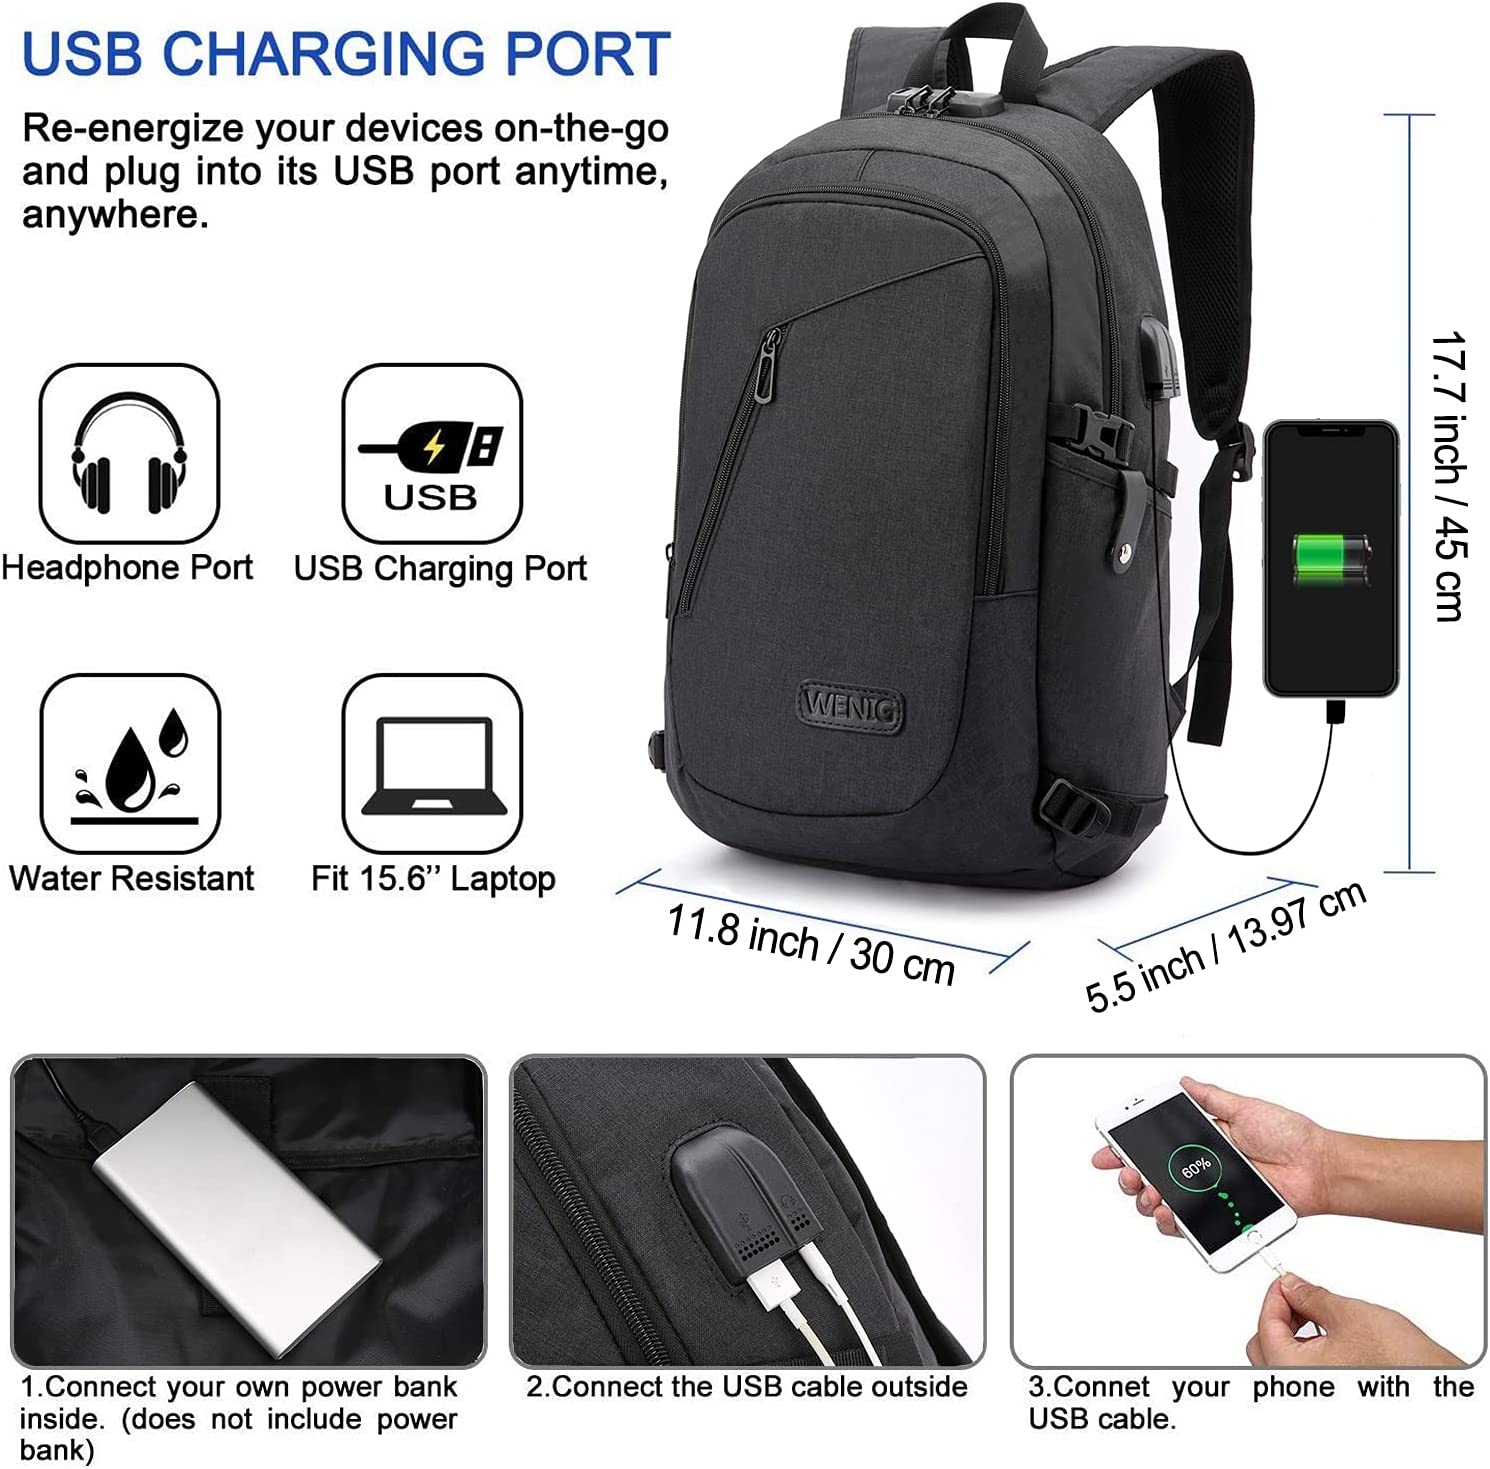 USB CHARGING PORT
Re-energize your devices on-the-go
and plug into its USB port anytime,
anywhere.
USB
Headphone Port
USB Charging Port
Water Resistant
Fit 15.6’’ Laptop
WENIG
17.7 inch / 45 cm
11.8 inch / 30 cm
5.5 inch / 13.97 cm
60%
1.Connect your own power bank
inside. (does not include power
bank)
2.Connect the USB cable outside
3.Connet your phone with the
USB cable.